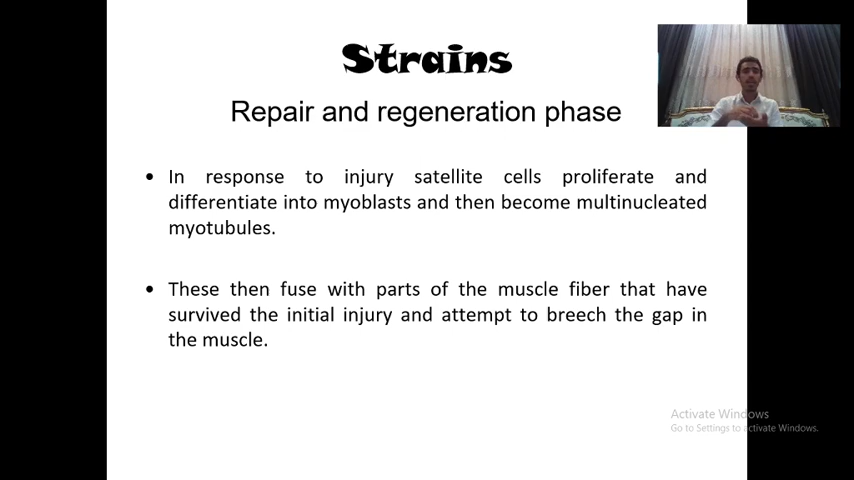 Strains
Repair and regeneration phase
• In response to injury satellite cells proliferate and
differentiate into myoblasts and then become multinucleated
myotubules.
• These then fuse with parts of the muscle fiber that have
survived the initial injury and attempt to breech the gap in
the muscle.
Activate Windows
Go to Settings to activate Windows.